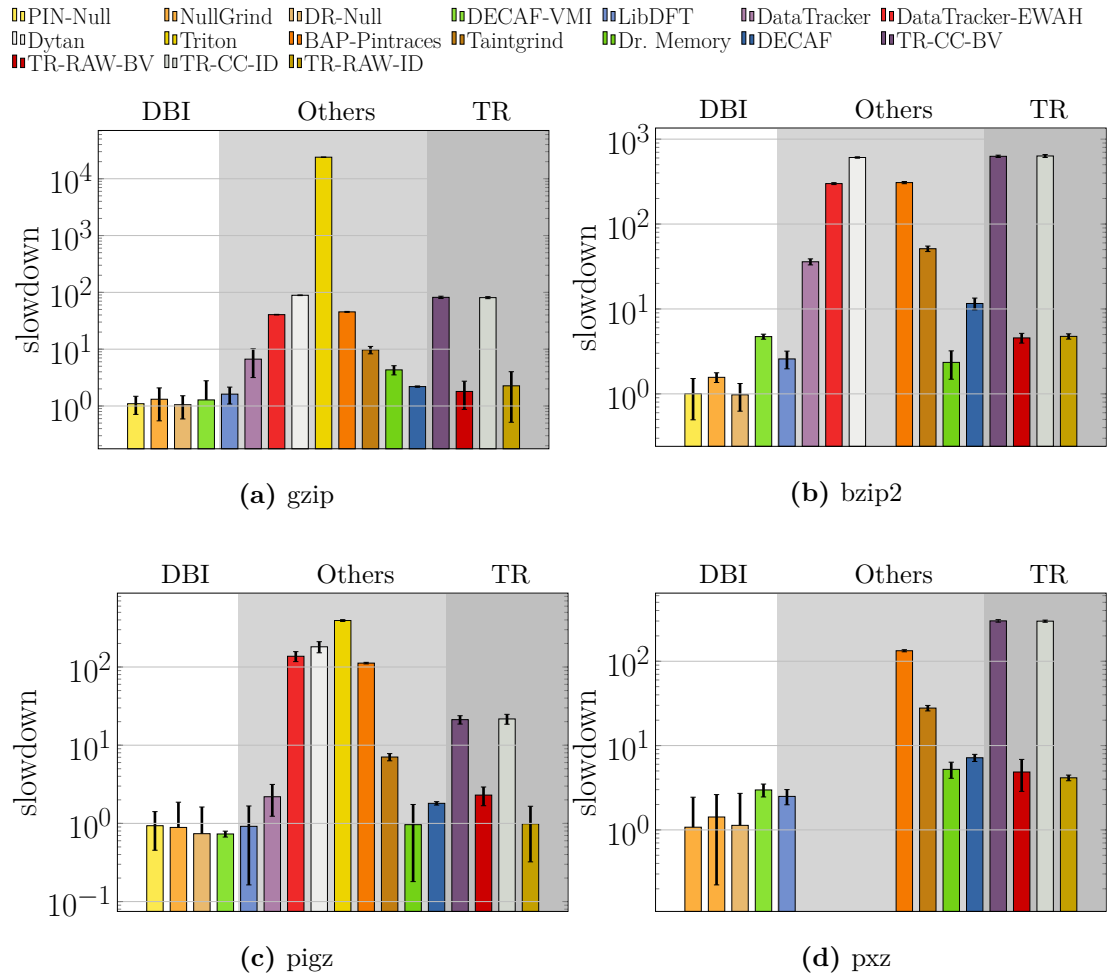 PIN-Null NullGrind DR-Null DECAF-VMI LibDFT DataTracker DataTracker-EWAH
Dytan Triton BAP-Pintraces Taintgrind Dr. Memory DECAF TR-CC-BV
TR-RAW-BV TR-CC-ID TR-RAW-ID
DBI Others TR
slowdown
10^4
10^3
10^2
10^1
10^0
(a) gzip
DBI Others TR
slowdown
10^3
10^2
10^1
10^0
(b) bzip2
DBI Others TR
slowdown
10^2
10^1
10^0
10^−1
(c) pigz
DBI Others TR
slowdown
10^2
10^1
10^0
(d) pxz